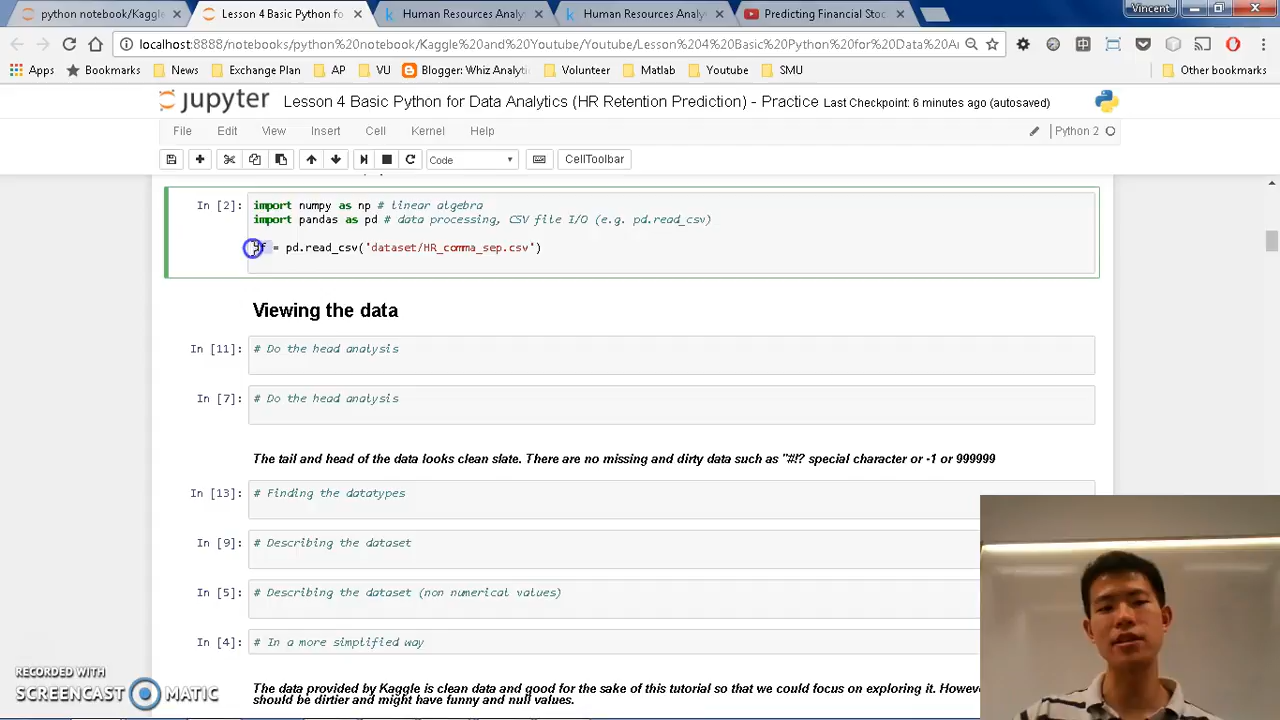 python notebook/Kaggle
Lesson 4 Basic Python fo
Human Resources Analy
Human Resources Analy
Predicting Financial Stoc
Vincent
localhost:8888/notebooks/python%20notebook/Kaggle%20and%20Youtube/Youtube/Lesson%204%20Basic%20Python%20for%20Data%20A
Apps
Bookmarks
News
Exchange Plan
AP
VU
Blogger: Whiz Analytic
Volunteer
Matlab
Youtube
SMU
Other bookmarks
jupyter Lesson 4 Basic Python for Data Analytics (HR Retention Prediction) - Practice checkpoint: 6 minutes ago (autosaved)
File Edit View Insert Cell Kernel Help
Python 2
Code
CellToolbar
In [2]: import numpy as np # linear algebra
import pandas as pd # data processing, CSV file I/O (e.g. pd.read_csv)
df = pd.read_csv('dataset/HR_comma_sep.csv')
Viewing the data
In [11]: # Do the head analysis
In [7]: # Do the head analysis
The tail and head of the data looks clean slate. There are no missing and dirty data such as "#!? special character or -1 or 999999
In [13]: # Finding the datatypes
In [9]: # Describing the dataset
In [5]: # Describing the dataset (non numerical values)
In [4]: # In a more simplified way
The data provided by Kaggle is clean data and good for the sake of this tutorial so that we could focus on exploring it. Howe
should be dirtier and might have funny and null values.
RECORDED WITH
SCREENCAST MATIC